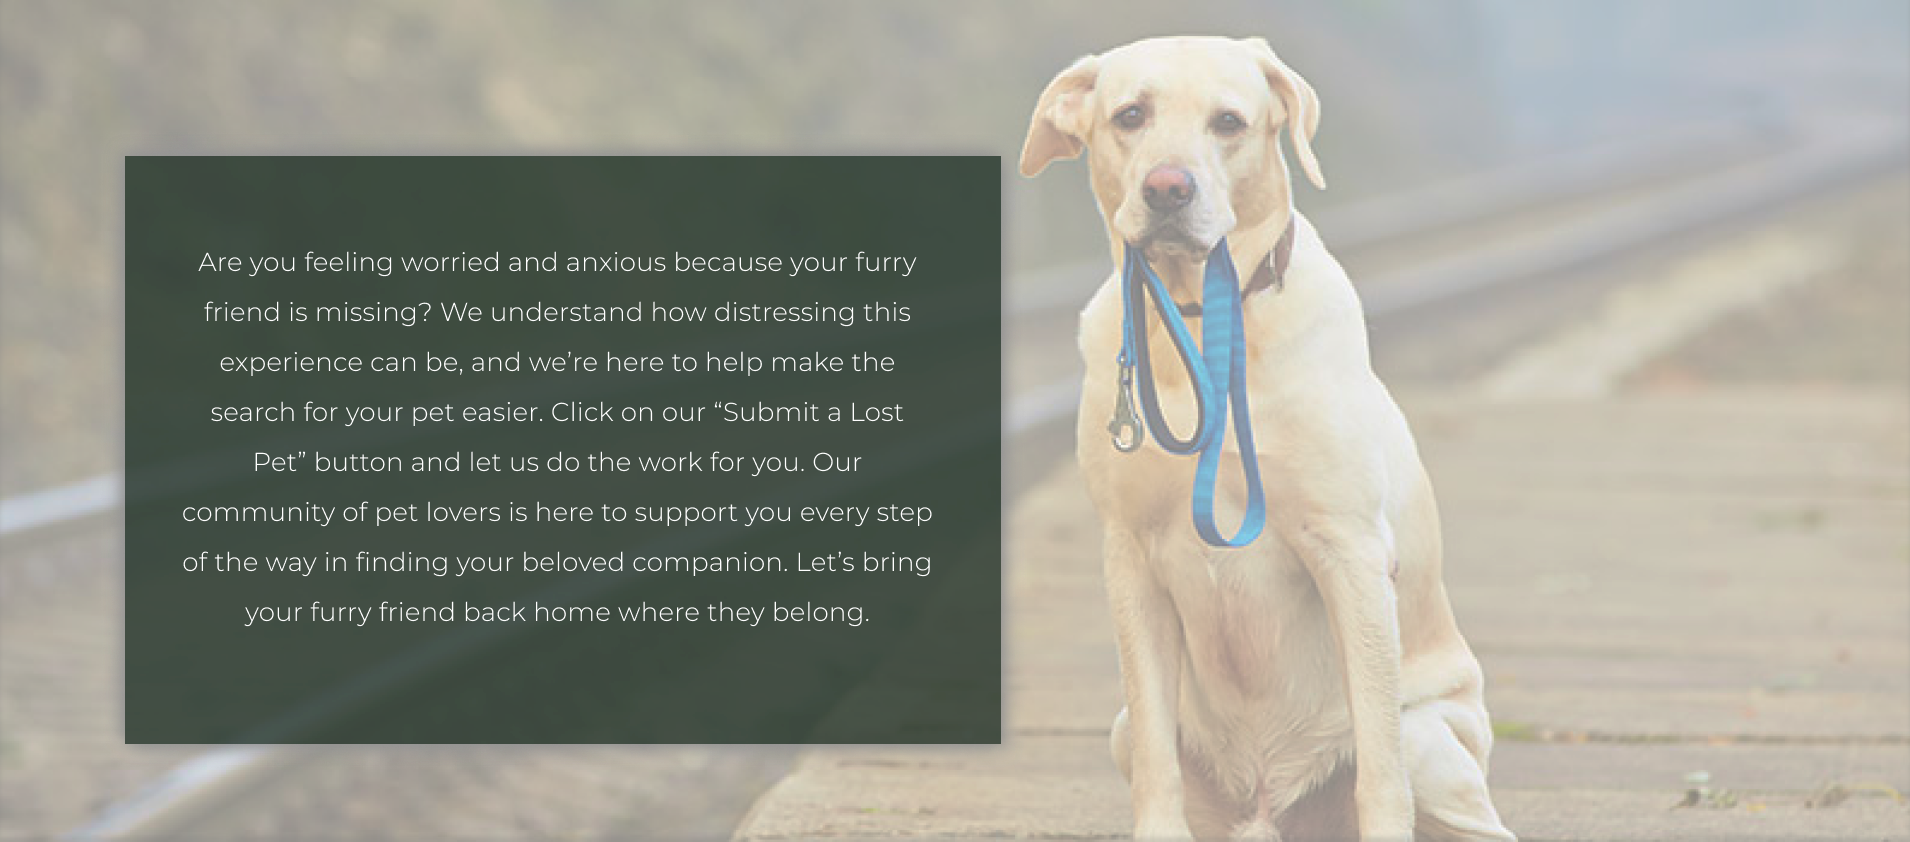 Are you feeling worried and anxious because your furry
friend is missing? We understand how distressing this
experience can be, and we’re here to help make the
search for your pet easier. Click on our “Submit a Lost
Pet” button and let us do the work for you. Our
community of pet lovers is here to support you every step
of the way in finding your beloved companion. Let’s bring
your furry friend back home where they belong.